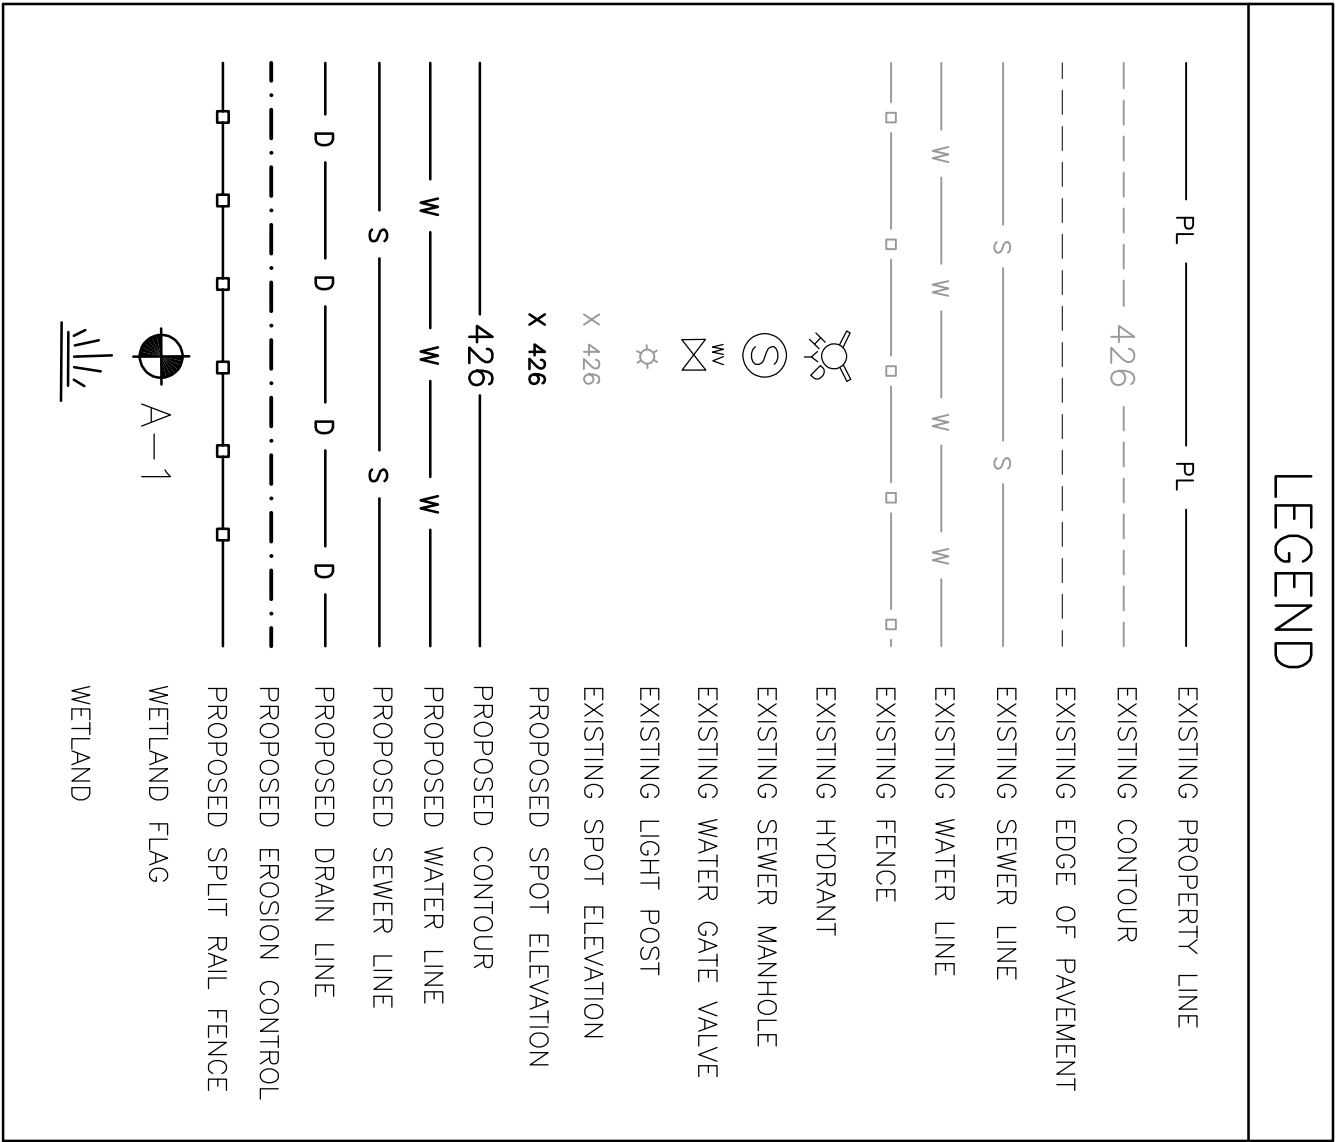 LEGEND
PL PL EXISTING PROPERTY LINE
426 EXISTING CONTOUR
EXISTING EDGE OF PAVEMENT
S S EXISTING SEWER LINE
W W W W EXISTING WATER LINE
EXISTING FENCE
HYD EXISTING HYDRANT
S EXISTING SEWER MANHOLE
WV EXISTING WATER GATE VALVE
EXISTING LIGHT POST
X 426 EXISTING SPOT ELEVATION
X 426 PROPOSED SPOT ELEVATION
426 PROPOSED CONTOUR
W W W PROPOSED WATER LINE
S S PROPOSED SEWER LINE
D D D D PROPOSED DRAIN LINE
PROPOSED EROSION CONTROL
PROPOSED SPLIT RAIL FENCE
A-1 WETLAND FLAG
WETLAND